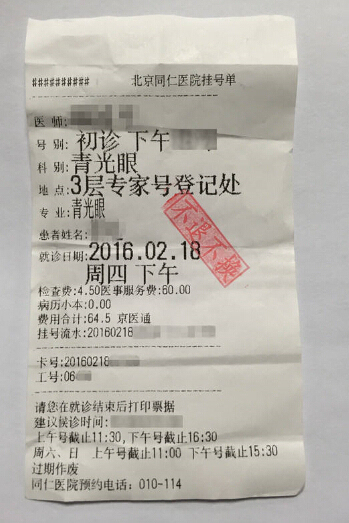 ########### 北京同仁医院挂号单
医 师:
号 别: 初诊 下午
科 别: 青光眼
地 点: 3层专家号登记处
专 业: 青光眼
患者姓名:
就诊日期: 2016.02.18
周四 下午
不退不换
检查费:4.50医事服务费:60.00
病历小本:0.00
费用合计:64.5 京医通
挂号流水:20160218
卡号:20160218
工号:06
请您在就诊结束后打印票据
建议候诊时间:
上午号截止11:30,下午号截止16:30
周六、日 上午号截止11:00 下午号截止15:30
过期作废
同仁医院预约电话: 010-114